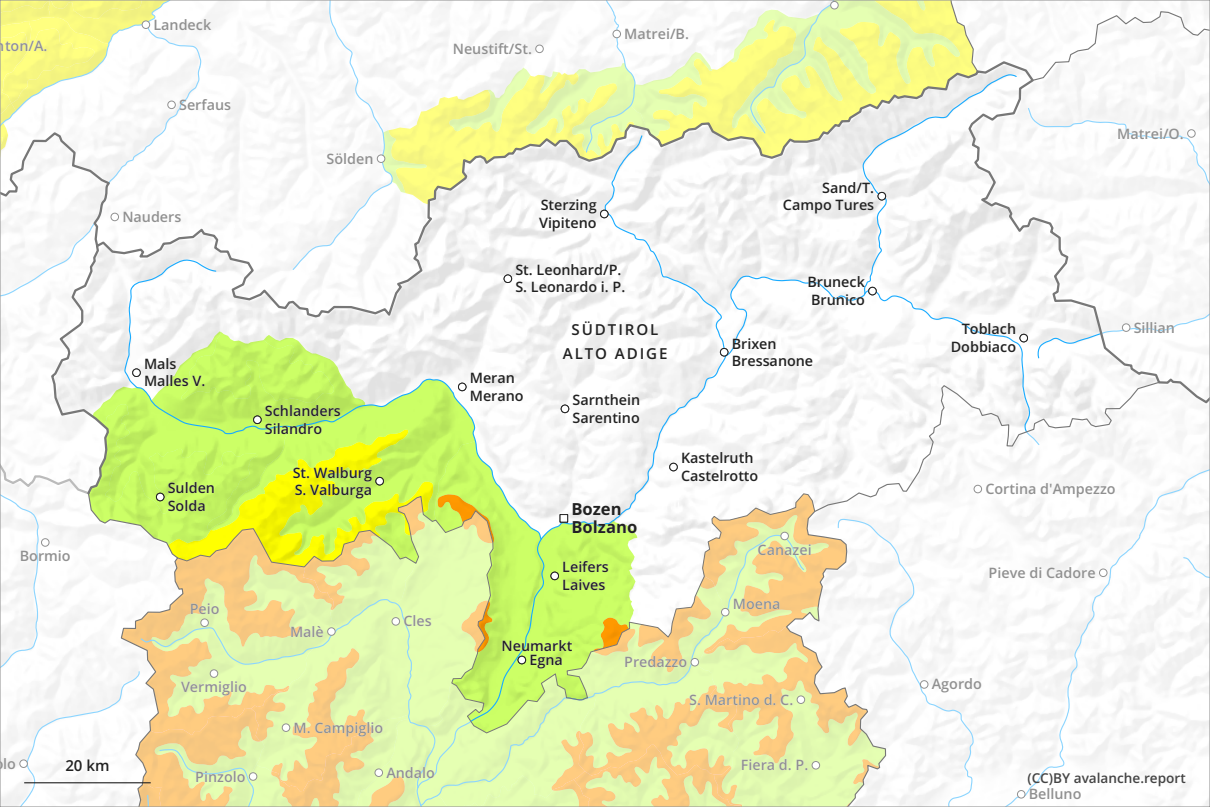 Landeck
nton/A.
Neustift/St.
Matrei/B.
Serfaus
Matrei/O.
Sölden
Nauders
Sand/T.
Campo Tures
Sterzing
Vipiteno
St. Leonhard/P.
S. Leonardo i. P.
Bruneck
Brunico
SÜDTIROL
ALTO ADIGE
Toblach
Dobbiaco
Sillian
Brixen
Bressanone
Mals
Malles V.
Meran
Merano
Schlanders
Silandro
Sarnthein
Sarentino
Kastelruth
Castelrotto
St. Walburg
S. Valburga
Sulden
Solda
Cortina d'Ampezzo
Bozen
Bolzano
Bormio
Canazei
Leifers
Laives
Pieve di Cadore
Peio
Moena
Malè
Cles
Neumarkt
Egna
Predazzo
Vermiglio
Agordo
S. Martino d. C.
M. Campiglio
olo
20 km
Pinzolo
Andalo
Fiera d. P.
(CC)BY avalanche.report
Belluno